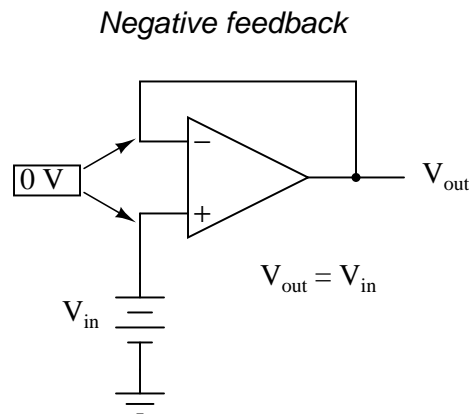 Negative feedback
−
0 V
+
V_out
V_out = V_in
V_in